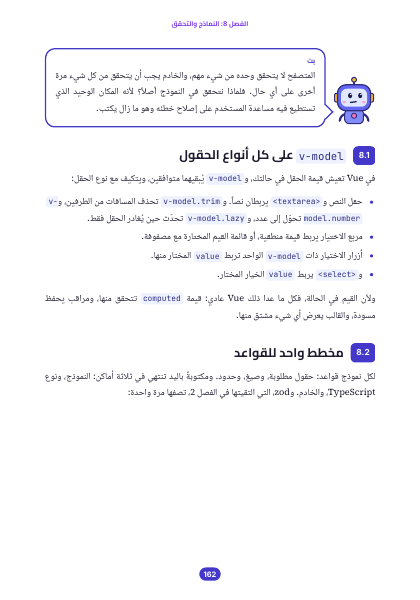 الفصل 8: النماذج والتحقق
بِت
المتصفح لا يتحقق وحده من شيء مهم، والخادم يجب أن يتحقق من كل شيء مرة
أخرى على أي حال. فلماذا نتحقق في النموذج أصلاً؟ لأنه المكان الوحيد الذي
تستطيع فيه مساعدة المستخدم على إصلاح خطئه وهو ما زال يكتب.
8.1 v-model على كل أنواع الحقول
في Vue تعيش قيمة الحقل في حالتك، وv-model يُبقيهما متوافقين، ويتكيف مع نوع الحقل:
• حقل النص و<textarea> يربطان نصاً. وv-model.trim تحذف المسافات من الطرفين، وv-
model.number تحوّل إلى عدد، وv-model.lazy تحدّث حين يُغادر الحقل فقط.
• مربع الاختيار يربط قيمة منطقية، أو قائمة القيم المختارة مع مصفوفة.
• أزرار الاختيار ذات v-model الواحد تربط value المختار منها.
• و<select> يربط value الخيار المختار.
ولأن القيم في الحالة، فكل ما عدا ذلك Vue عادي: قيمة computed تتحقق منها، ومراقب يحفظ
مسودة، والقالب يعرض أي شيء مشتق منها.
8.2 مخطط واحد للقواعد
لكل نموذج قواعد: حقول مطلوبة، وصيغ، وحدود. ومكتوبةً باليد تنتهي في ثلاثة أماكن: النموذج، ونوع
TypeScript، والخادم. وzod، التي التقيتها في الفصل 2، تصفها مرة واحدة:
162